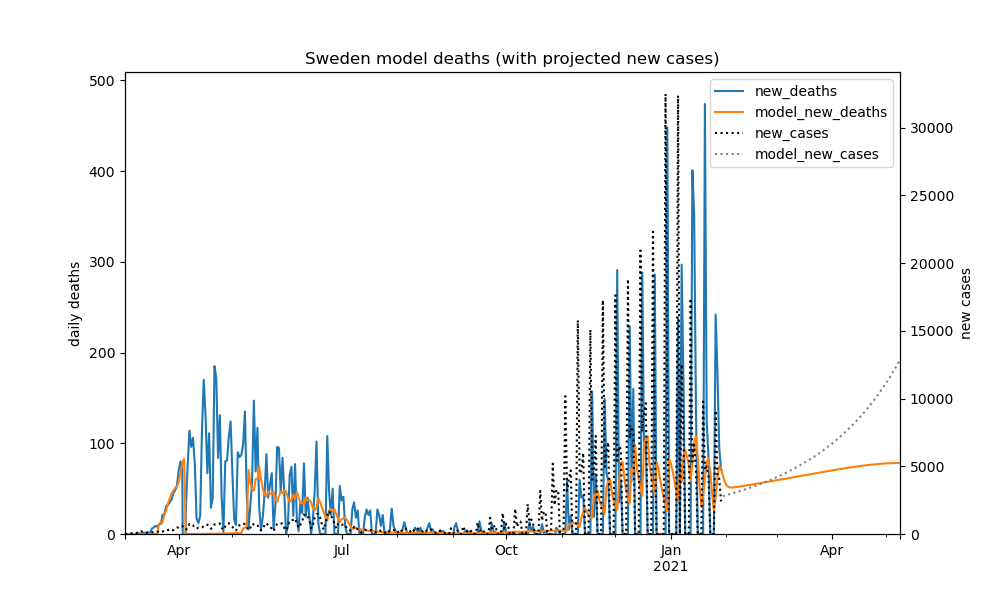 Sweden model deaths (with projected new cases)
500
400
300
200
100
0
daily deaths
new_deaths
model_new_deaths
new_cases
model_new_cases
30000
25000
20000
15000
10000
5000
0
new cases
Apr
Jul
Oct
Jan
2021
Apr